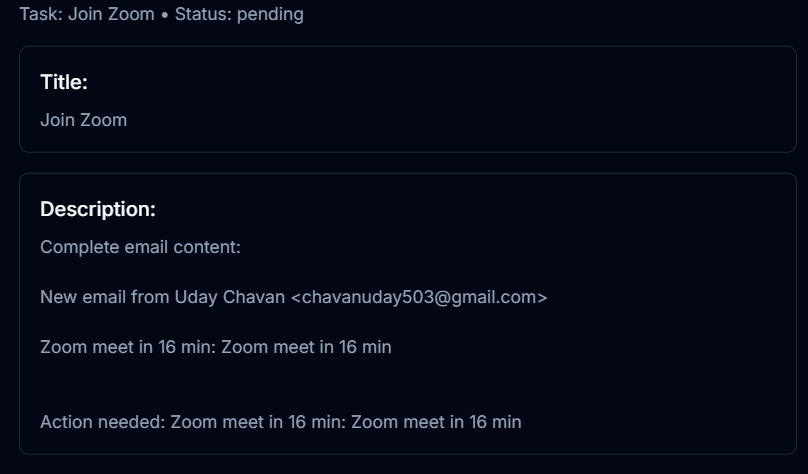 Task: Join Zoom • Status: pending
Title:
Join Zoom
Description:
Complete email content:
New email from Uday Chavan <chavanuday503@gmail.com>
Zoom meet in 16 min: Zoom meet in 16 min
Action needed: Zoom meet in 16 min: Zoom meet in 16 min